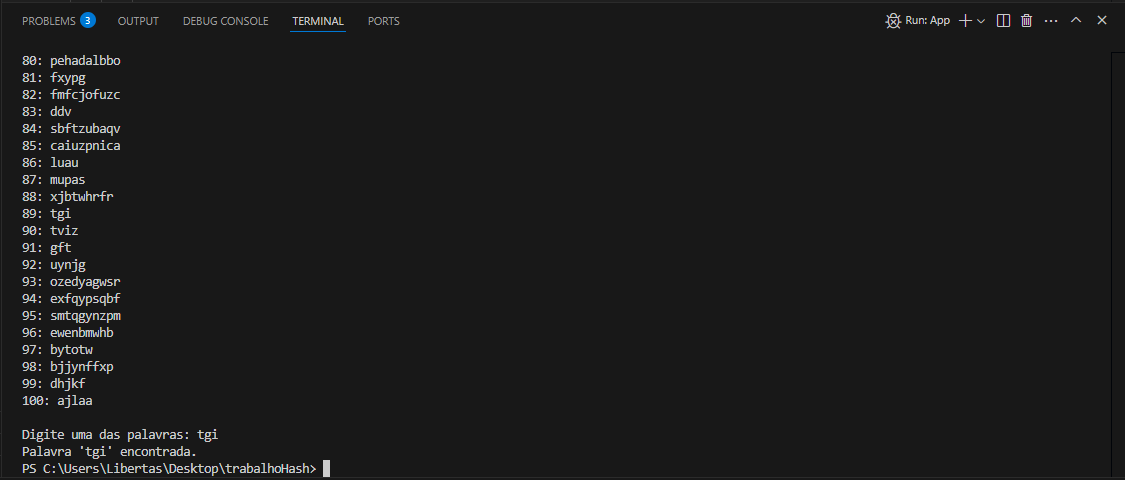 PROBLEMS 3 OUTPUT DEBUG CONSOLE TERMINAL PORTS Run: App
80: pehadalbbo
81: fxypg
82: fmfcjofuzc
83: ddv
84: sbftzubaqv
85: caiuzpnica
86: luau
87: mupas
88: xjbtwhrfr
89: tgi
90: tviz
91: gft
92: uynjg
93: ozedyagwsr
94: exfqypsqbf
95: smtqgynzpm
96: ewenbmwhb
97: bytotw
98: bjjynffxp
99: dhjkf
100: ajlaa
Digite uma das palavras: tgi
Palavra 'tgi' encontrada.
PS C:\Users\Libertas\Desktop\trabalhoHash>